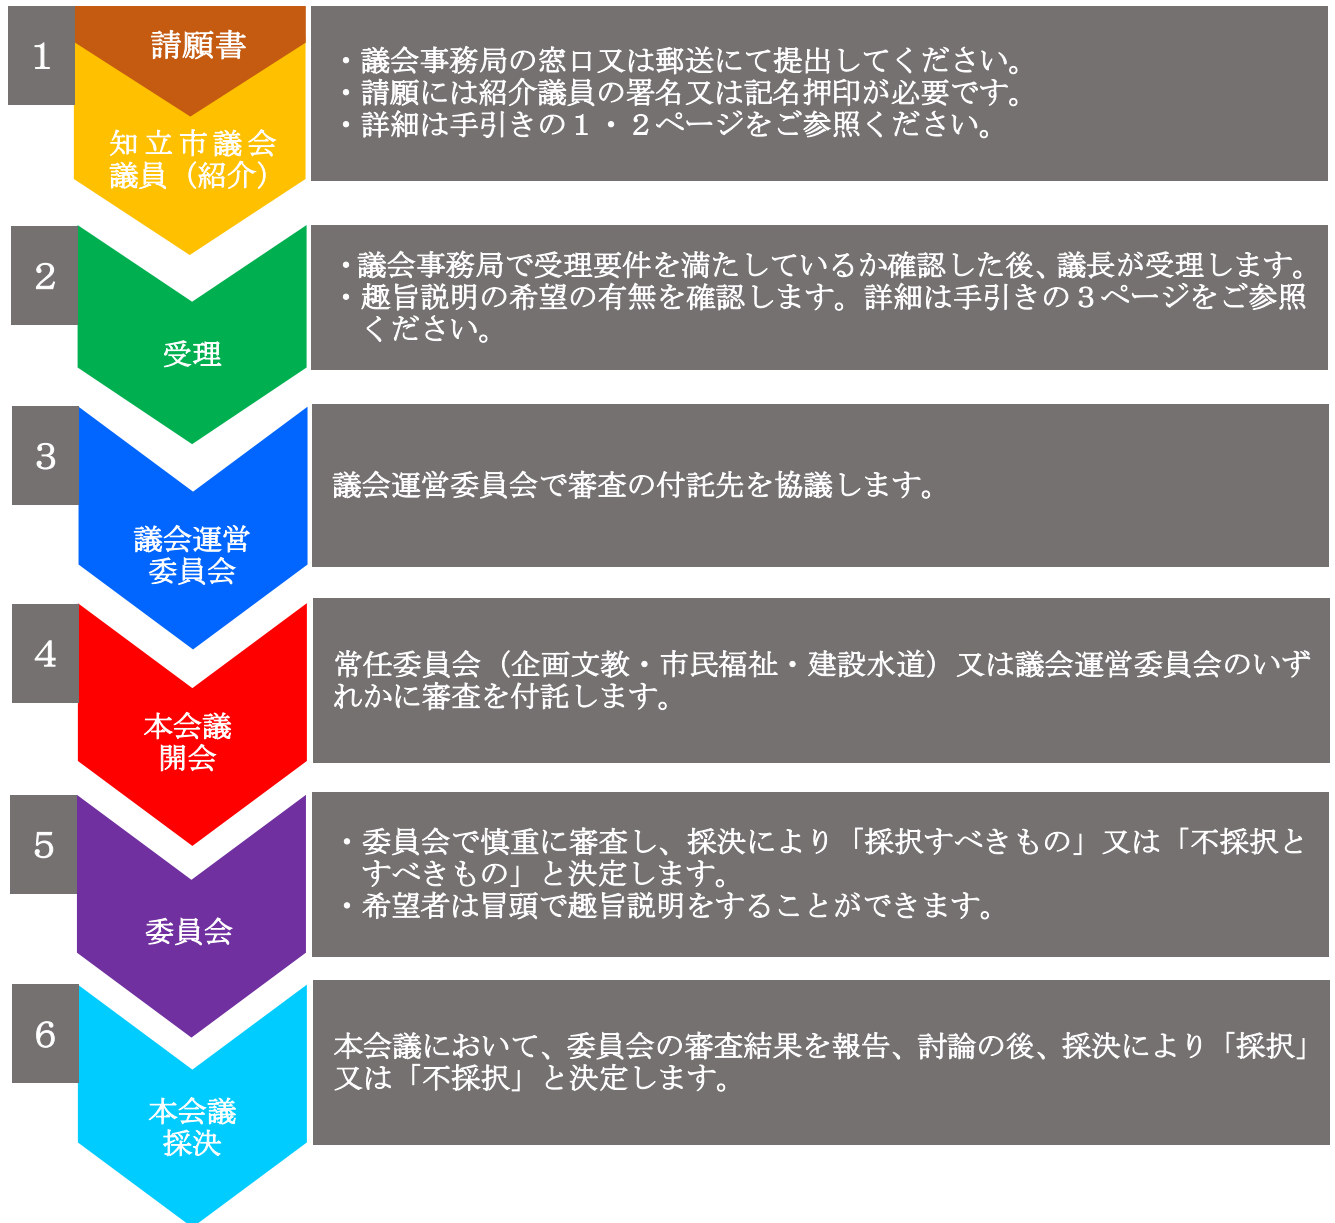 1
請願書
知立市議会
議員（紹介）
・議会事務局の窓口又は郵送にて提出してください。
・請願には紹介議員の署名又は記名押印が必要です。
・詳細は手引きの１・２ページをご参照ください。
2
受理
・議会事務局で受理要件を満たしているか確認した後、議長が受理します。
・趣旨説明の希望の有無を確認します。詳細は手引きの３ページをご参照
ください。
3
議会運営
委員会
議会運営委員会で審査の付託先を協議します。
4
本会議
開会
常任委員会（企画文教・市民福祉・建設水道）又は議会運営委員会のいず
れかに審査を付託します。
5
委員会
・委員会で慎重に審査し、採決により「採択すべきもの」又は「不採択と
すべきもの」と決定します。
・希望者は冒頭で趣旨説明をすることができます。
6
本会議
採決
本会議において、委員会の審査結果を報告、討論の後、採決により「採択」
又は「不採択」と決定します。